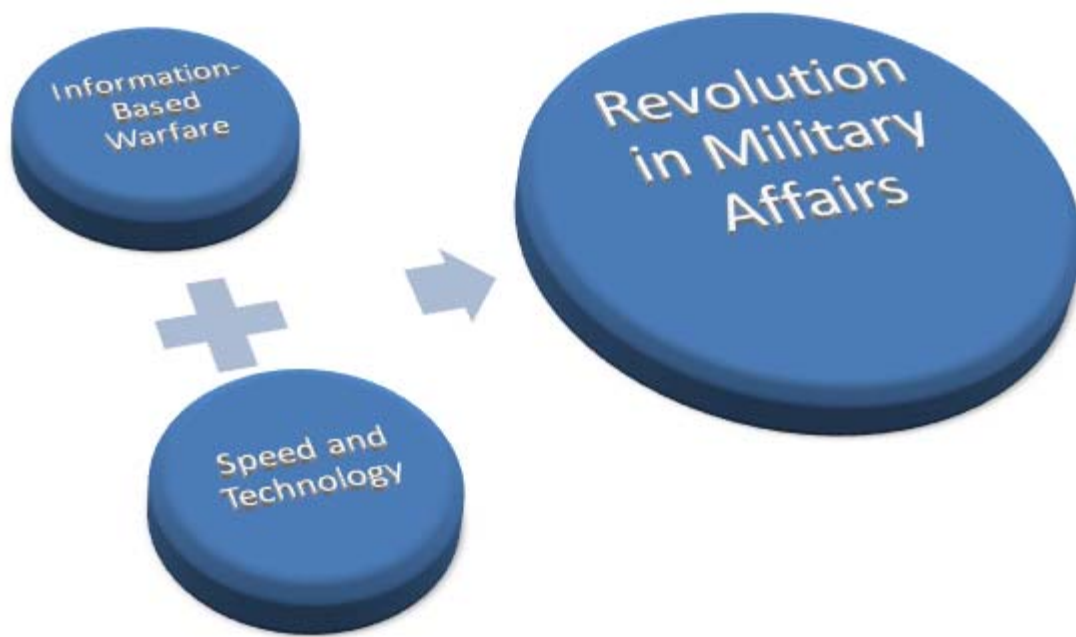 Information-
Based
Warfare
Speed and
Technology
Revolution
in Military
Affairs